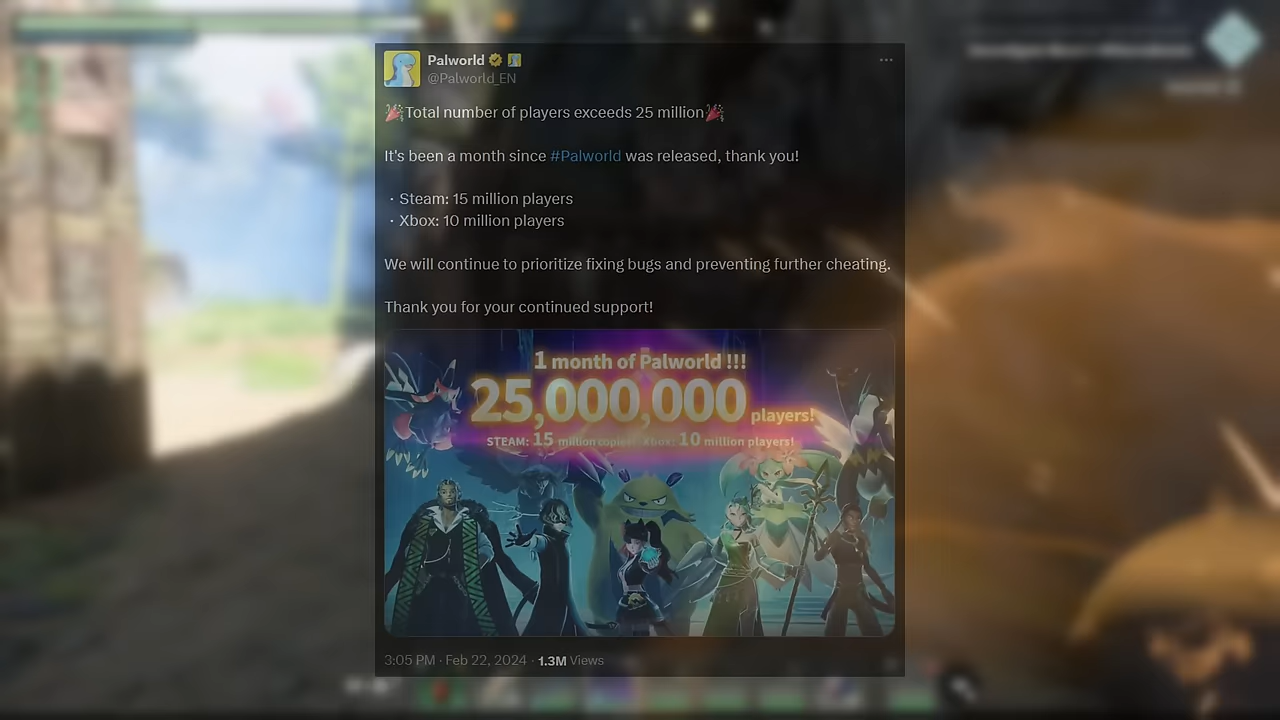 Palworld
@Palworld_EN
🎉Total number of players exceeds 25 million🎉
It's been a month since #Palworld was released, thank you!
・Steam: 15 million players
・Xbox: 10 million players
We will continue to prioritize fixing bugs and preventing further cheating.
Thank you for your continued support!
1 month of Palworld !!!
25,000,000 players!
STEAM: 15 million copies Xbox: 10 million players!
3:05 PM · Feb 22, 2024 · 1.3M Views